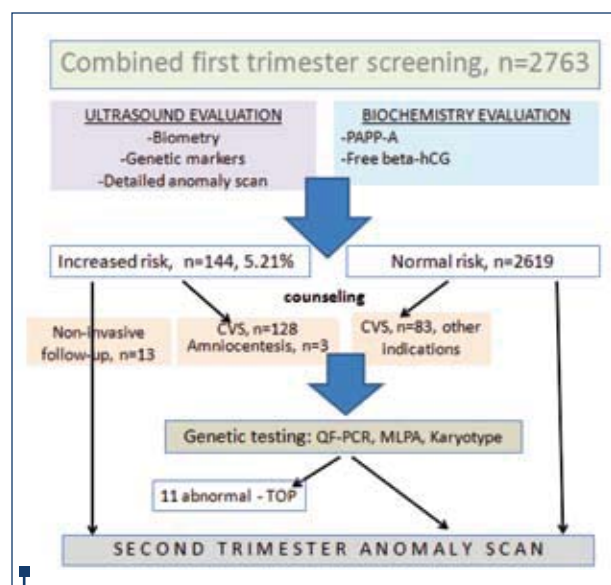 Combined first trimester screening, n=2763
ULTRASOUND EVALUATION
-Biometry
-Genetic markers
-Detailed anomaly scan
BIOCHEMISTRY EVALUATION
-PAPP-A
-Free beta-hCG
Increased risk, n=144, 5.21%
Normal risk, n=2619
counseling
Non-invasive
follow-up, n=13
CVS, n=128
Amniocentesis, n=3
CVS, n=83, other
indications
Genetic testing: QF-PCR, MLPA, Karyotype
11 abnormal - TOP
SECOND TRIMESTER ANOMALY SCAN